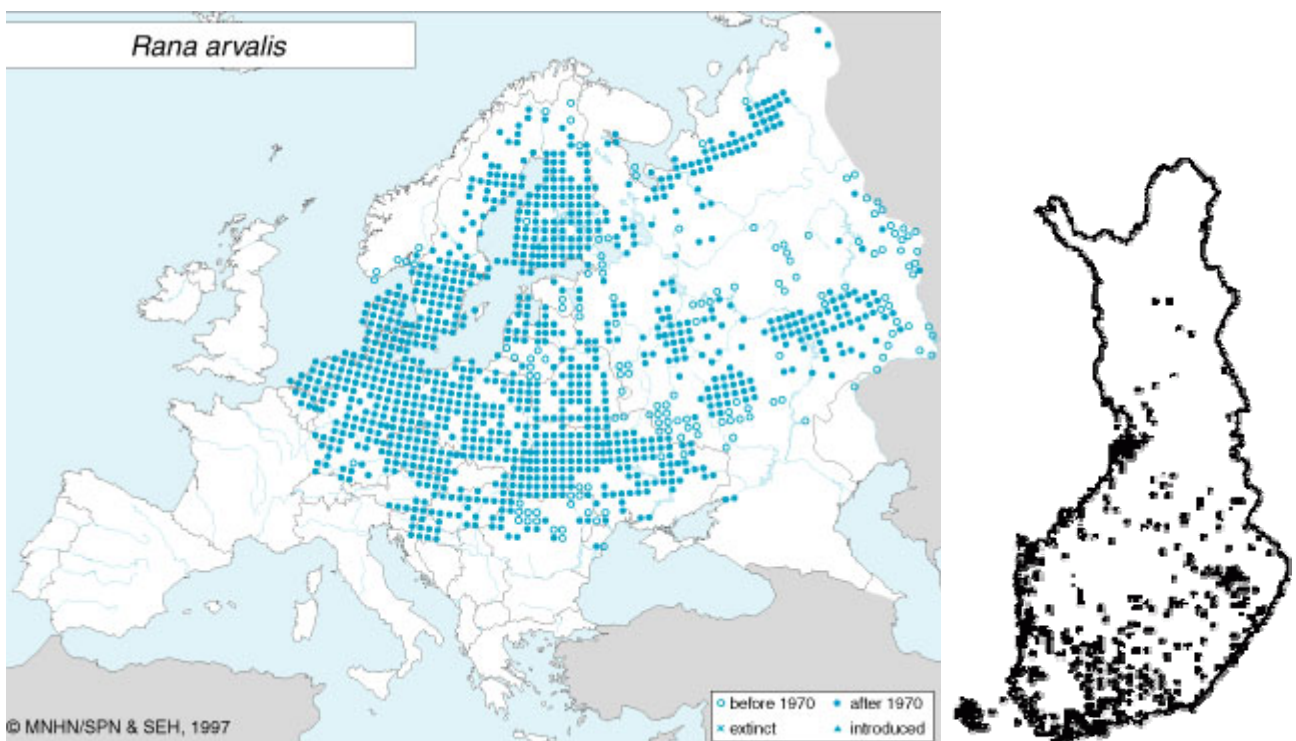 Rana arvalis
○ before 1970 ● after 1970
× extinct ▲ introduced
© MNHN/SPN & SEH, 1997